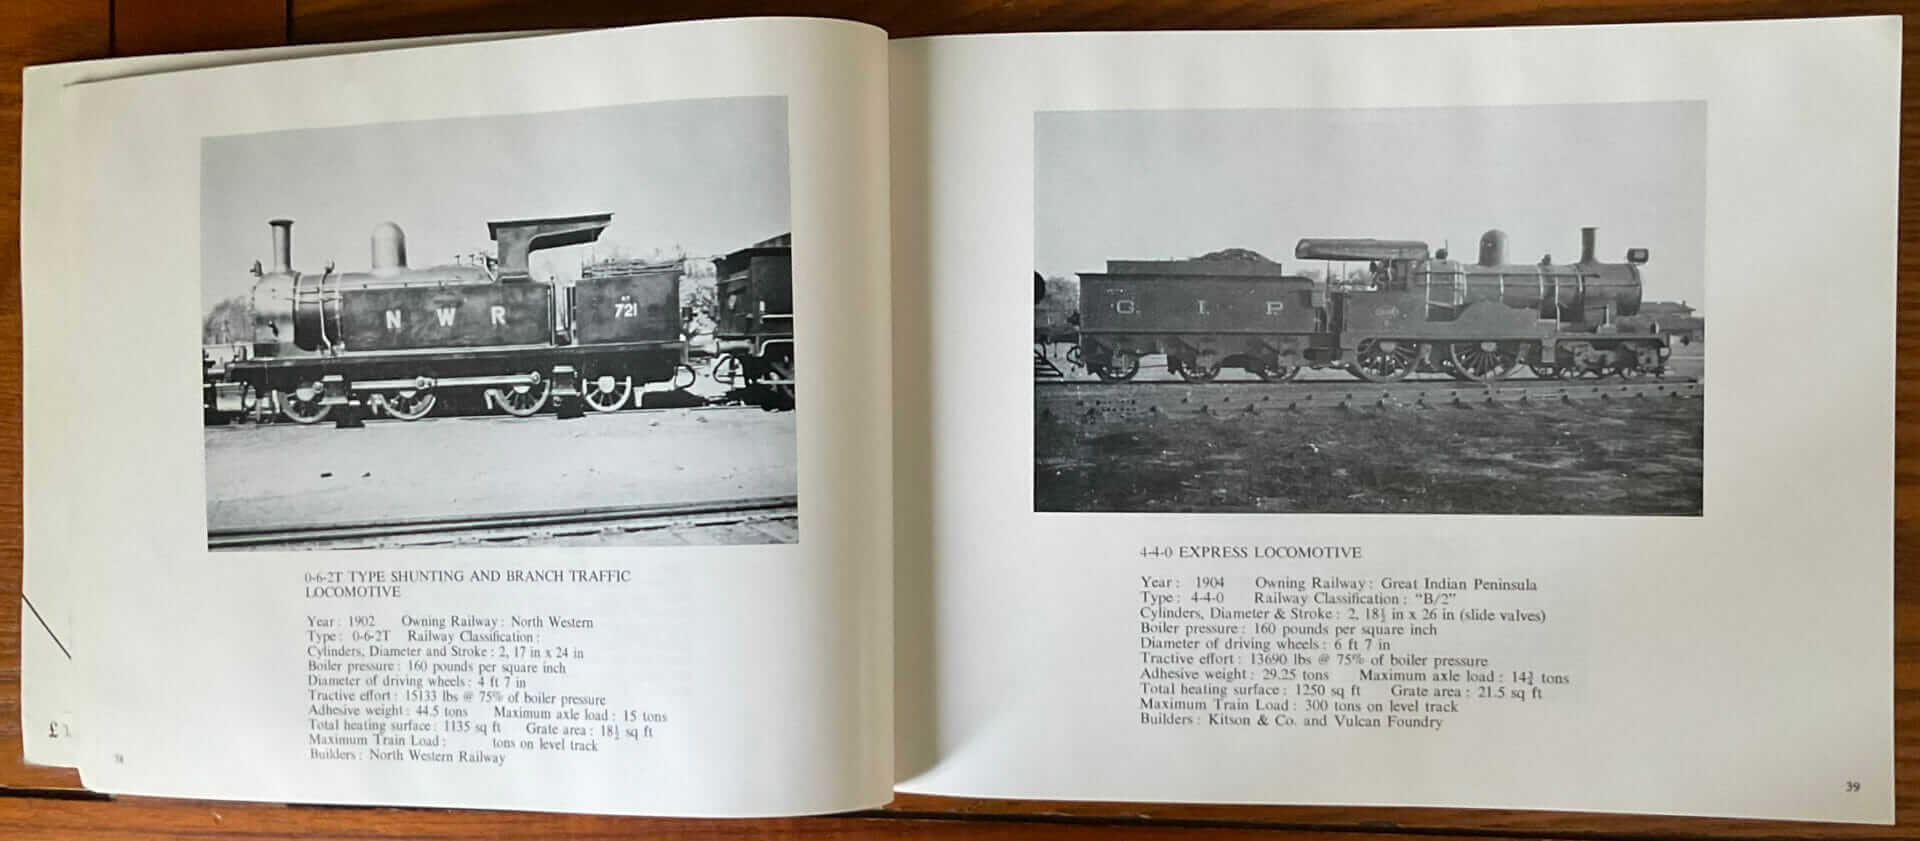 N W R
NO
721
0-6-2T TYPE SHUNTING AND BRANCH TRAFFIC
LOCOMOTIVE
Year : 1902 Owning Railway : North Western
Type : 0-6-2T Railway Classification :
Cylinders, Diameter and Stroke : 2, 17 in x 24 in
Boiler pressure : 160 pounds per square inch
Diameter of driving wheels : 4 ft 7 in
Tractive effort : 15133 lbs @ 75% of boiler pressure
Adhesive weight : 44.5 tons Maximum axle load : 15 tons
Total heating surface : 1135 sq ft Grate area : 18½ sq ft
Maximum Train Load : tons on level track
Builders : North Western Railway
38
£
G. I. P.
4-4-0 EXPRESS LOCOMOTIVE
Year : 1904 Owning Railway : Great Indian Peninsula
Type : 4-4-0 Railway Classification : “B/2”
Cylinders, Diameter & Stroke : 2, 18½ in x 26 in (slide valves)
Boiler pressure : 160 pounds per square inch
Diameter of driving wheels : 6 ft 7 in
Tractive effort : 13690 lbs @ 75% of boiler pressure
Adhesive weight : 29.25 tons Maximum axle load : 14¾ tons
Total heating surface : 1250 sq ft Grate area : 21.5 sq ft
Maximum Train Load : 300 tons on level track
Builders : Kitson & Co. and Vulcan Foundry
39